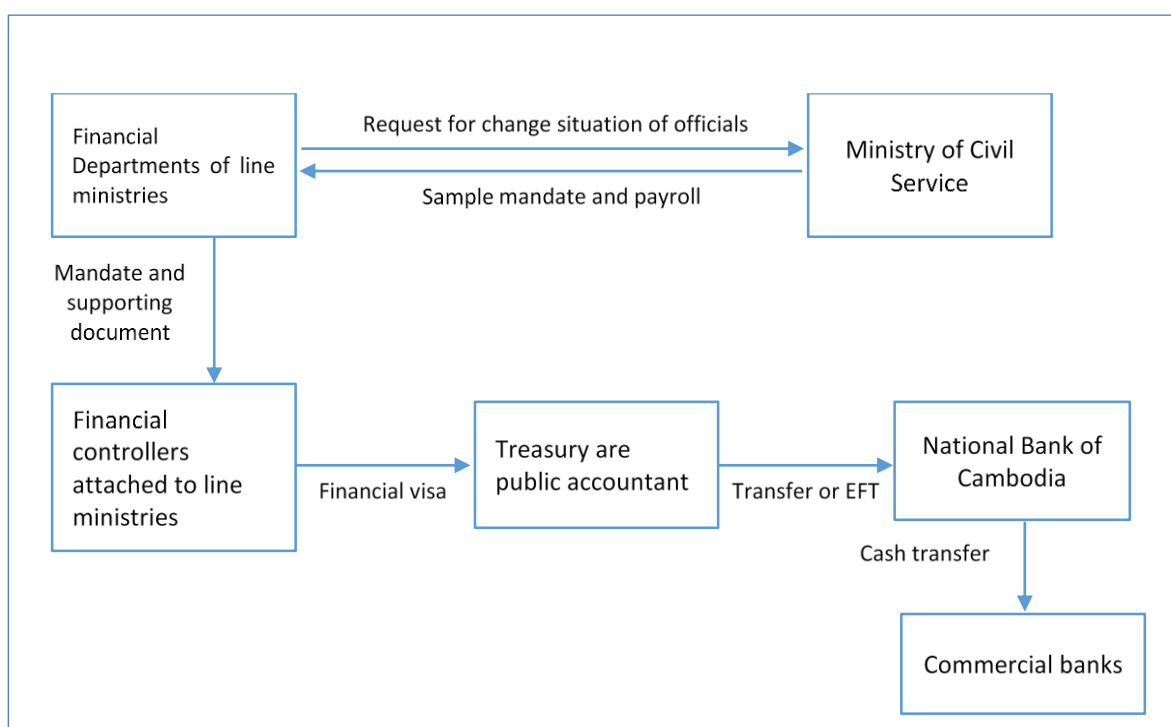 Financial
Departments of line
ministries
Request for change situation of officials
Sample mandate and payroll
Ministry of Civil
Service
Mandate and
supporting
document
Financial
controllers
attached to line
ministries
Financial visa
Treasury are
public accountant
Transfer or EFT
National Bank of
Cambodia
Cash transfer
Commercial banks